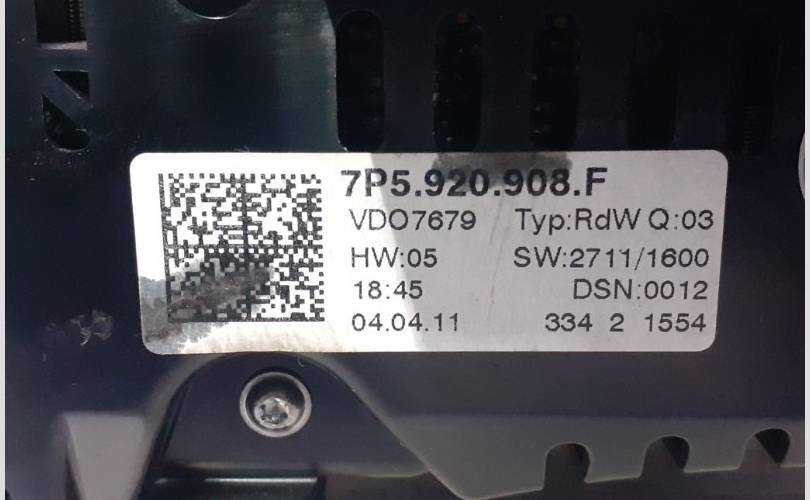 7P5.920.908.F
VDO7679 Typ:RdW Q:03
HW:05 SW:2711/1600
18:45 DSN:0012
04.04.11 334 2 1554